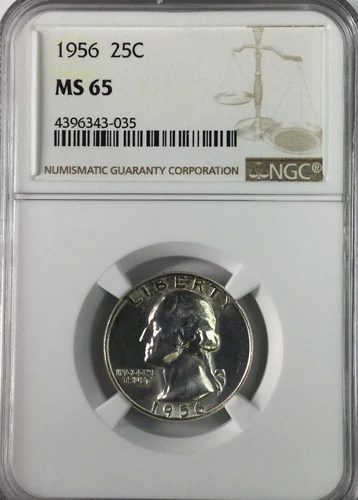 1956 25C
MS 65
4396343-035
NUMISMATIC GUARANTY CORPORATION NGC®
LIBERTY
IN GOD WE
TRUST
1956